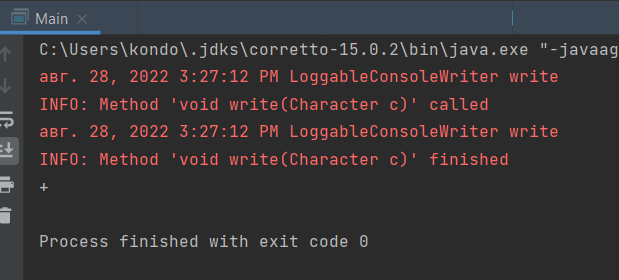 Main
C:\Users\kondo\.jdks\corretto-15.0.2\bin\java.exe "-javaag
авг. 28, 2022 3:27:12 PM LoggableConsoleWriter write
INFO: Method 'void write(Character c)' called
авг. 28, 2022 3:27:12 PM LoggableConsoleWriter write
INFO: Method 'void write(Character c)' finished
+
Process finished with exit code 0